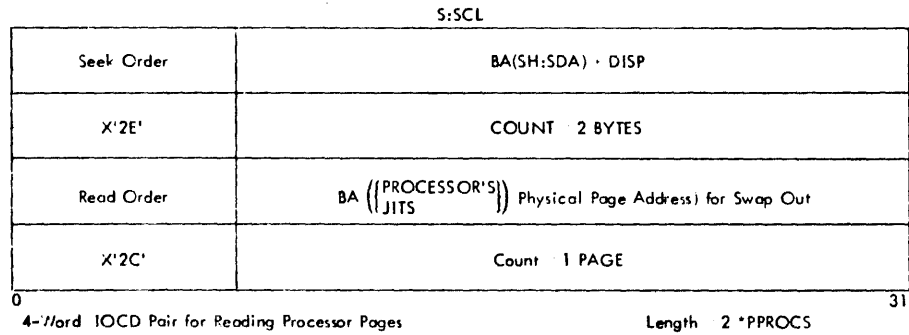 S:SCL
Seek Order BA(SH:SDA) · DISP
X'2E' COUNT 2 BYTES
Read Order BA ({PROCESSOR'S
JITS}) Physical Page Address) for Swap Out
X'2C' Count 1 PAGE
0 31
4-Word IOCD Pair for Reading Processor Pages Length 2 *PPROCS